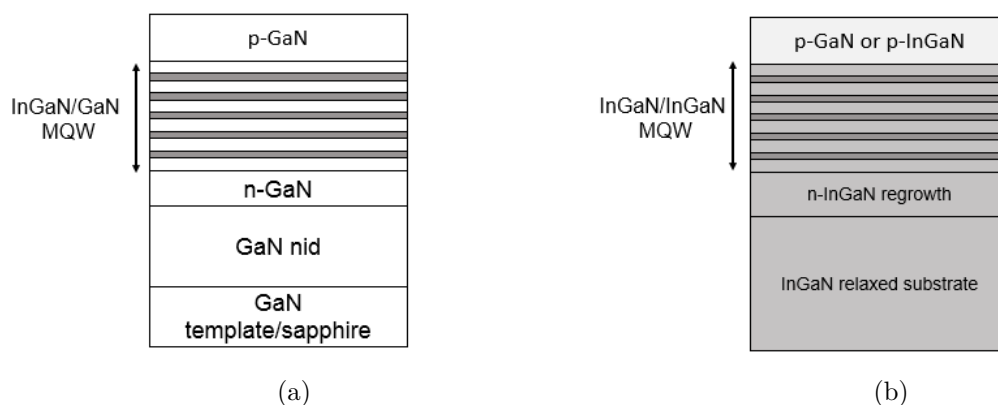 p-GaN
InGaN/GaN
MQW
n-GaN
GaN nid
GaN
template/sapphire
(a)
p-GaN or p-InGaN
InGaN/InGaN
MQW
n-InGaN regrowth
InGaN relaxed substrate
(b)